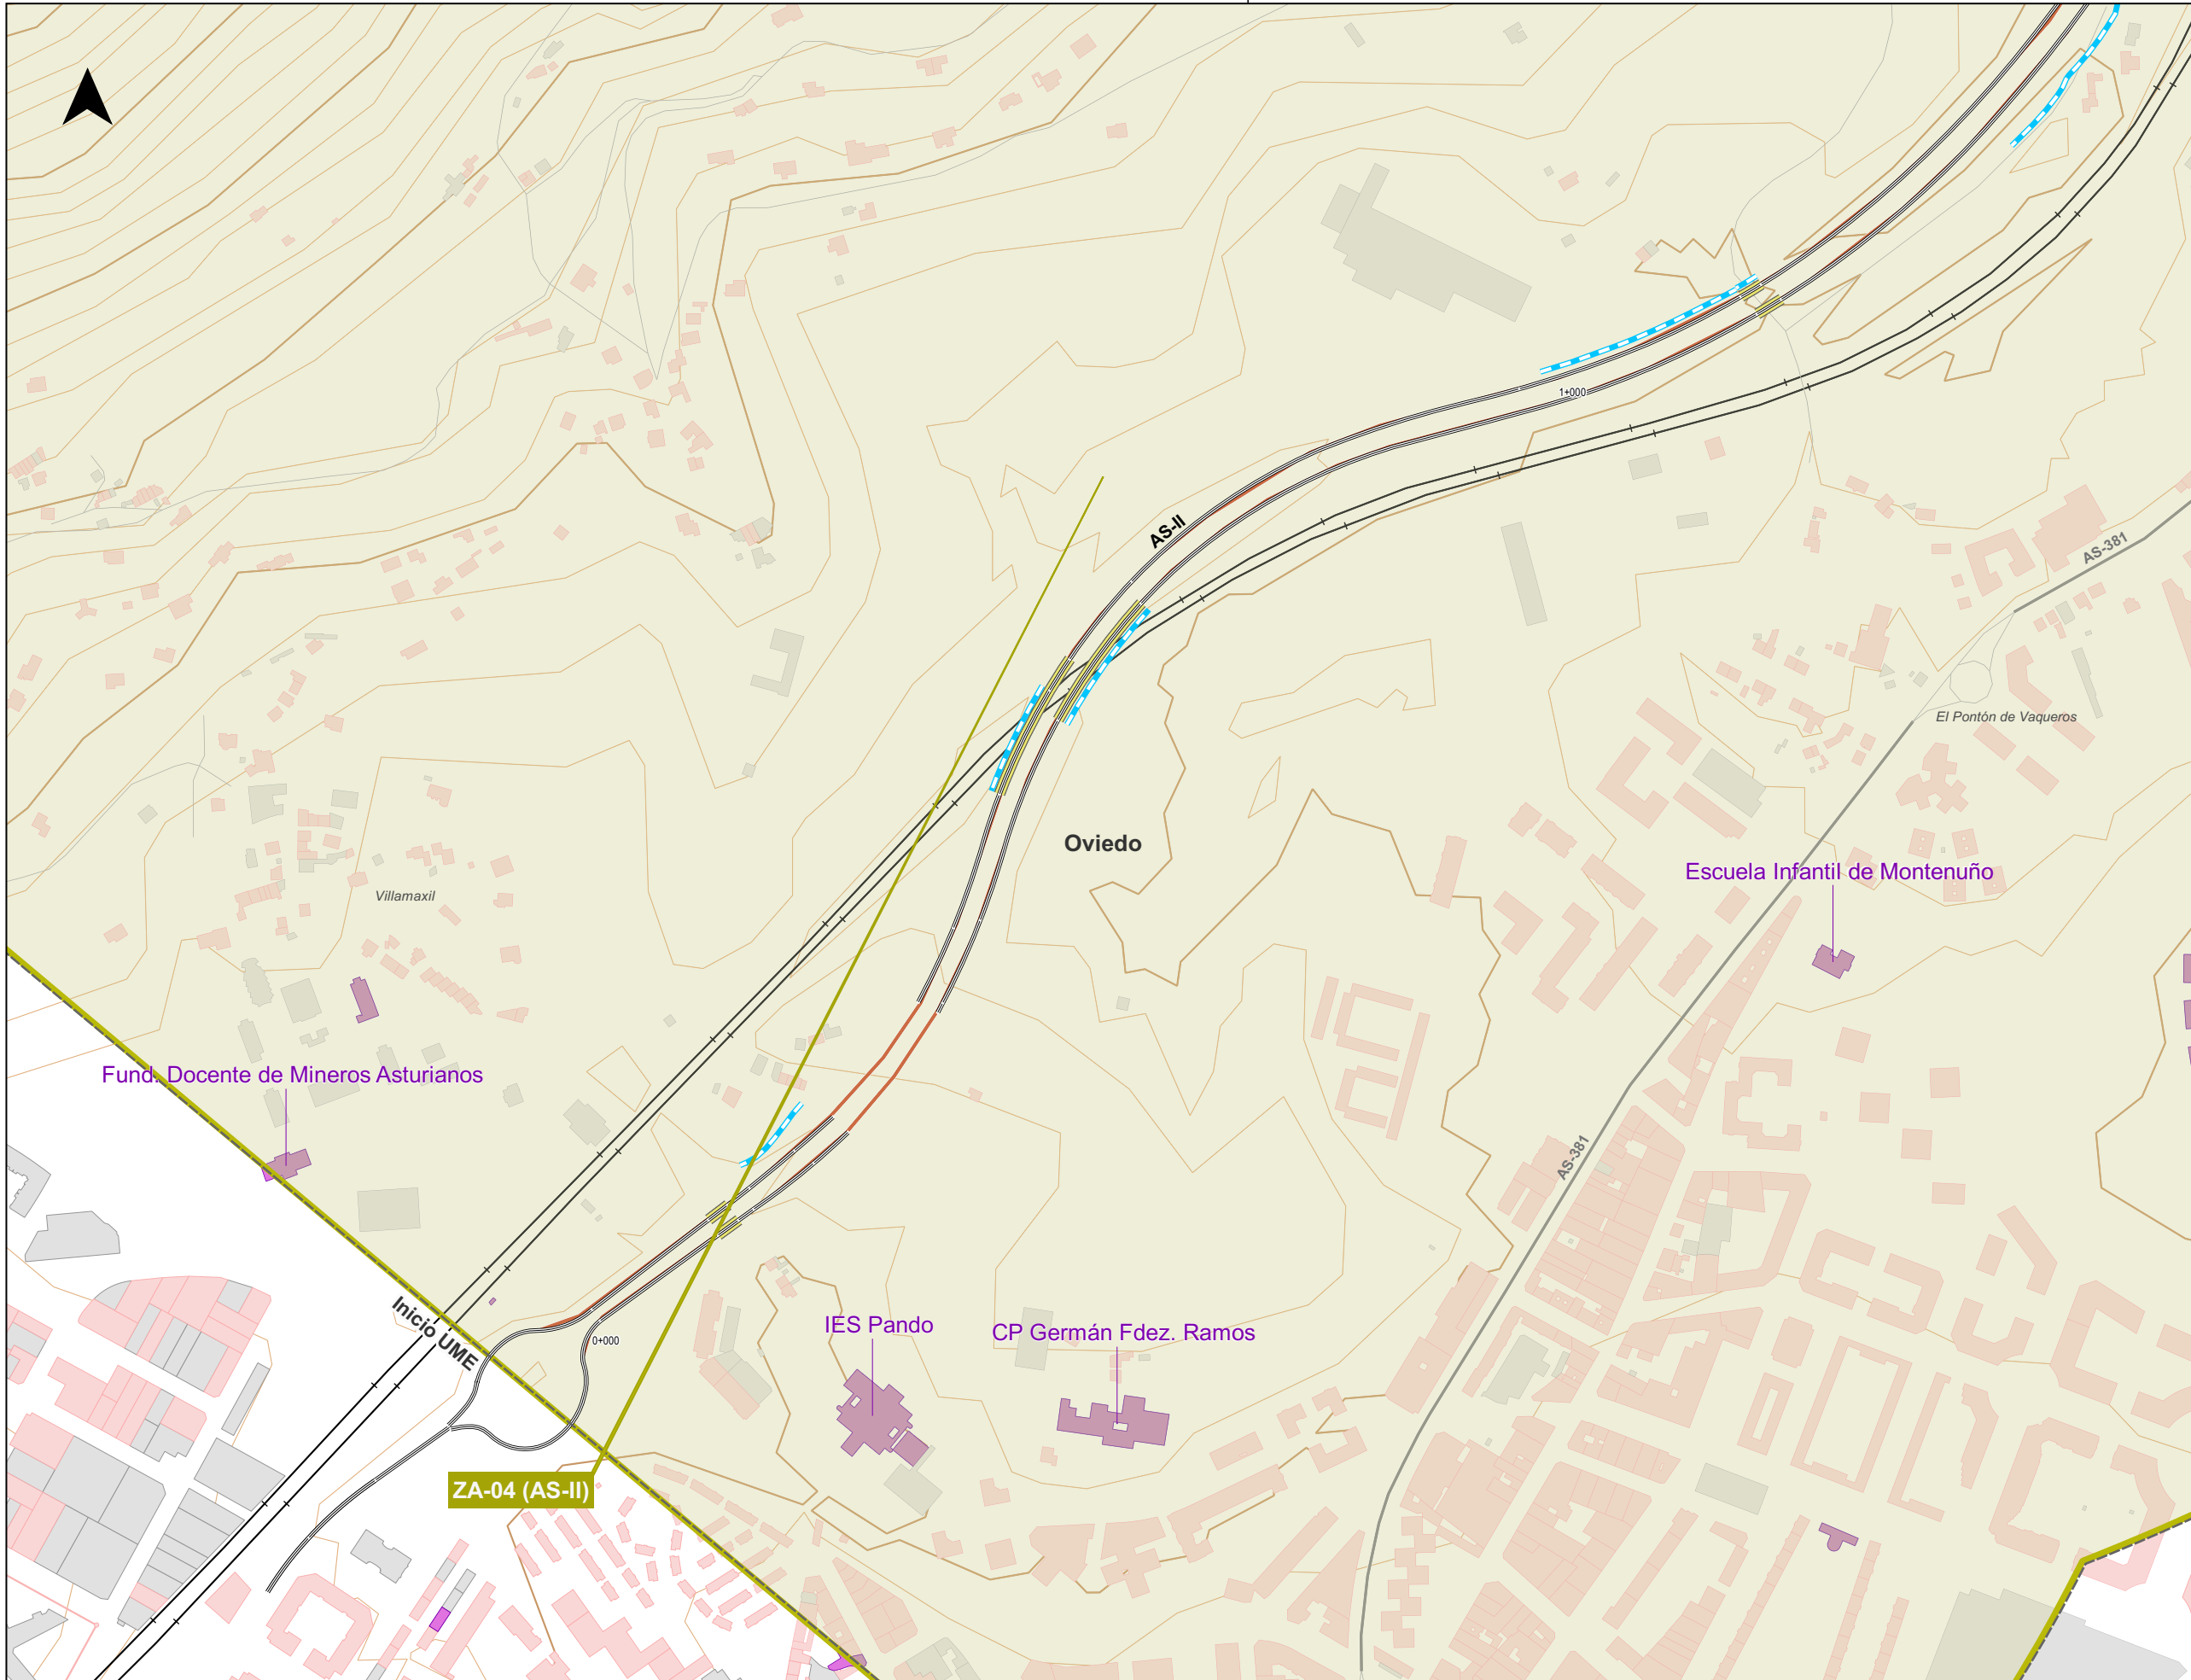 1+000
AS-II
AS-381
El Pontón de Vaqueros
Oviedo
Escuela Infantil de Montenuño
Villamaxil
Fund. Docente de Mineros Asturianos
AS-381
Inicio UME
0+000
IES Pando
CP Germán Fdez. Ramos
ZA-04 (AS-II)